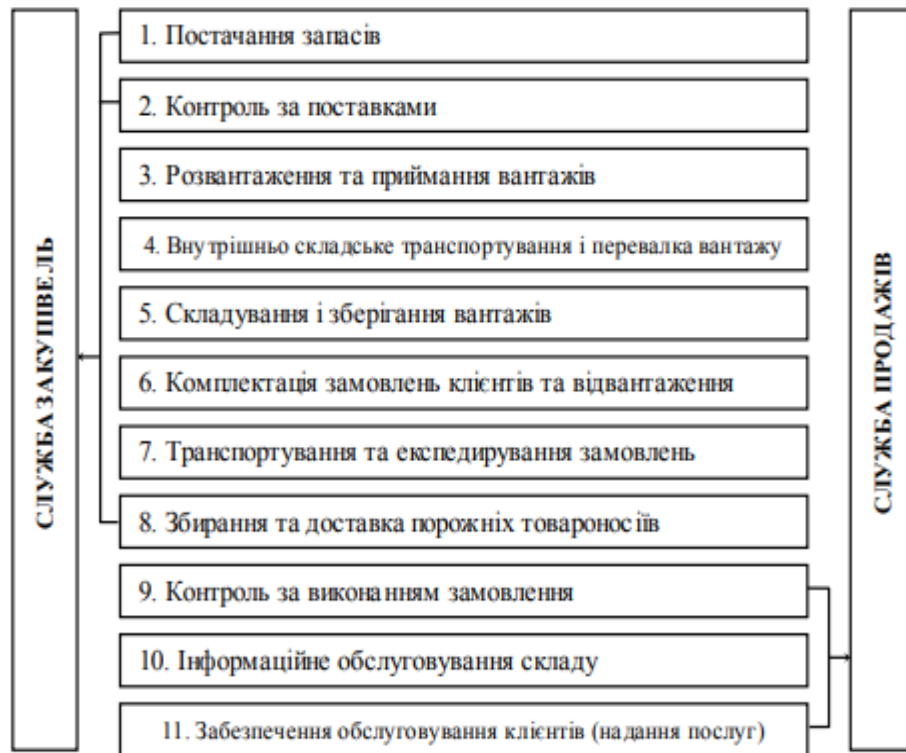 СЛУЖБА ЗАКУПІВЕЛЬ
1. Постачання запасів
2. Контроль за поставками
3. Розвантаження та приймання вантажів
4. Внутрішньо складське транспортування і перевалка вантажу
5. Складування і зберігання вантажів
6. Комплектація замовлень клієнтів та відвантаження
7. Транспортування та експедирування замовлень
8. Збирання та доставка порожніх товароносіїв
9. Контроль за виконанням замовлення
10. Інформаційне обслуговування складу
11. Забезпечення обслуговування клієнтів (надання послуг)
СЛУЖБА ПРОДАЖІВ